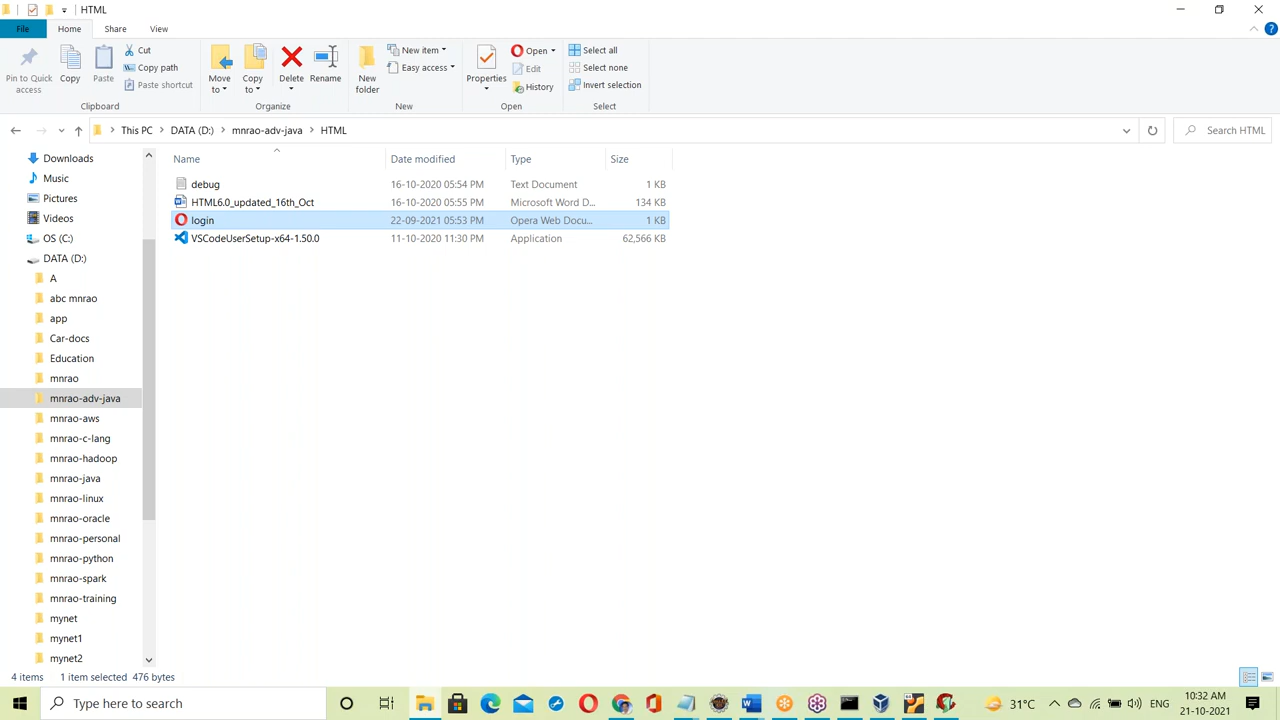 HTML
File Home Share View
Pin to Quick access
Copy
Paste
Cut
Copy path
Paste shortcut
Clipboard
Move to
Copy to
Delete
Rename
Organize
New folder
New item
Easy access
New
Properties
Open
Edit
History
Open
Select all
Select none
Invert selection
Select
This PC DATA (D:) mnrao-adv-java HTML
Search HTML
Name Date modified Type Size
debug 16-10-2020 05:54 PM Text Document 1 KB
HTML6.0_updated_16th_Oct 16-10-2020 05:55 PM Microsoft Word D... 134 KB
login 22-09-2021 05:53 PM Opera Web Docu... 1 KB
VSCodeUserSetup-x64-1.50.0 11-10-2020 11:30 PM Application 62,566 KB
Downloads
Music
Pictures
Videos
OS (C:)
DATA (D:)
A
abc mnrao
app
Car-docs
Education
mnrao
mnrao-adv-java
mnrao-aws
mnrao-c-lang
mnrao-hadoop
mnrao-java
mnrao-linux
mnrao-oracle
mnrao-personal
mnrao-python
mnrao-spark
mnrao-training
mynet
mynet1
mynet2
4 items 1 item selected 476 bytes
Type here to search
31°C
ENG
10:32 AM
21-10-2021